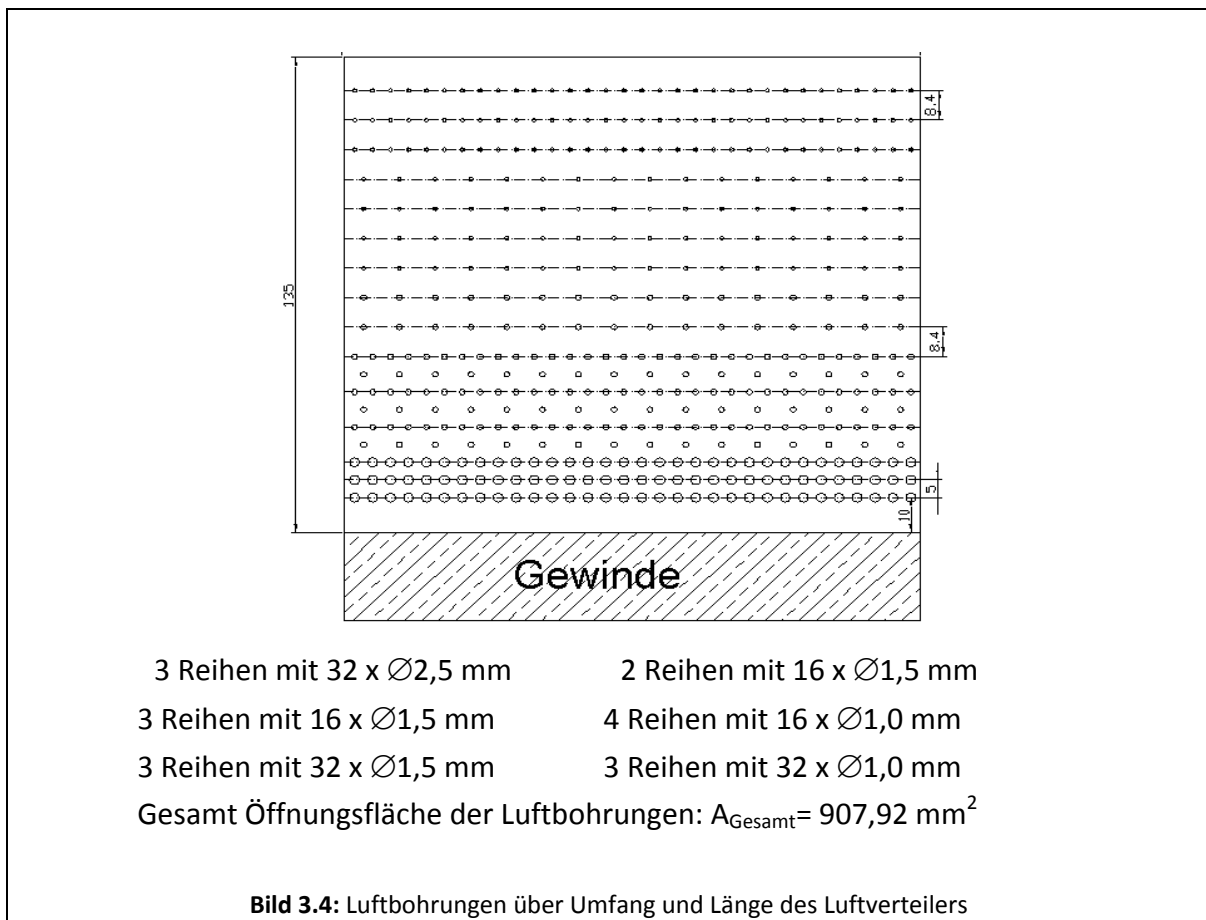 8.4
135
8.4
5
10
Gewinde
3 Reihen mit 32 x ∅2,5 mm 2 Reihen mit 16 x ∅1,5 mm
3 Reihen mit 16 x ∅1,5 mm 4 Reihen mit 16 x ∅1,0 mm
3 Reihen mit 32 x ∅1,5 mm 3 Reihen mit 32 x ∅1,0 mm
Gesamt Öffnungsfläche der Luftbohrungen: AGesamt= 907,92 mm²
Bild 3.4: Luftbohrungen über Umfang und Länge des Luftverteilers